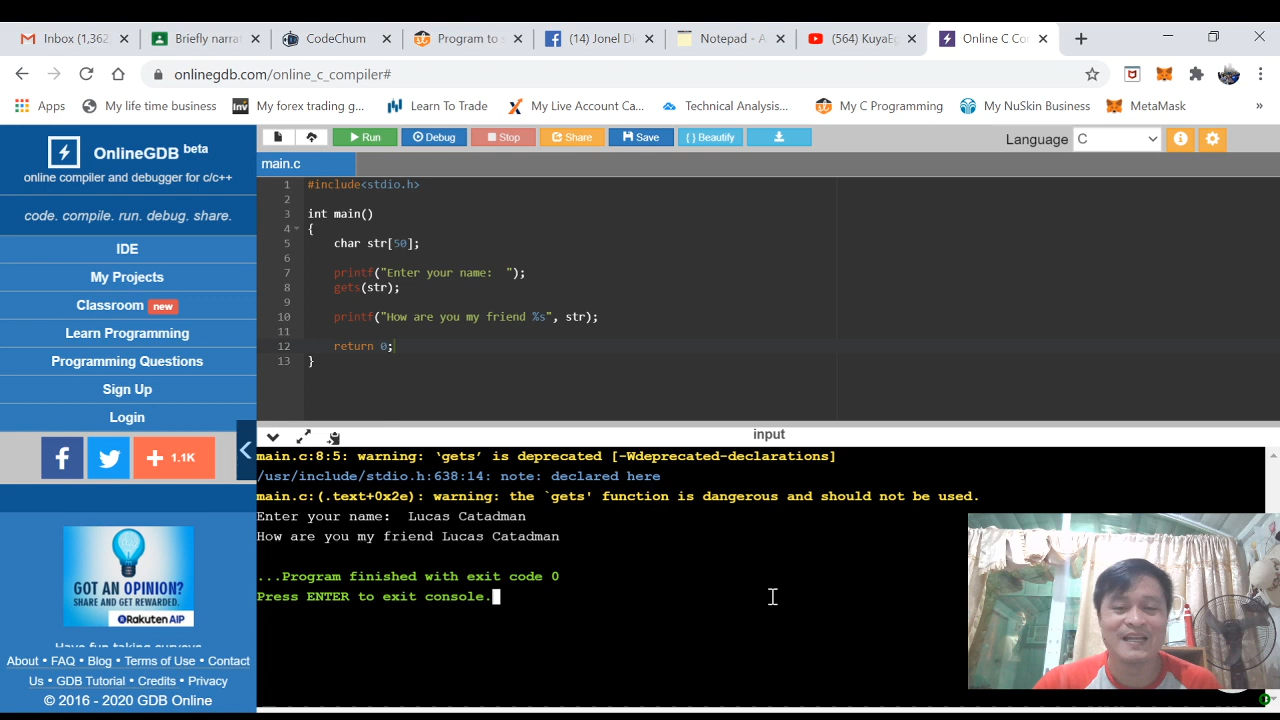 Inbox (1,362
Briefly narrat
CodeChum
Program to s
(14) Jonel Di
Notepad - A
(564) KuyaEg
Online C Co
onlinegdb.com/online_c_compiler#
Apps
My life time business
My forex trading g...
Learn To Trade
My Live Account Ca...
Technical Analysis...
My C Programming
My NuSkin Business
MetaMask
»
OnlineGDB beta
online compiler and debugger for c/c++
code. compile. run. debug. share.
IDE
My Projects
Classroom new
Learn Programming
Programming Questions
Sign Up
Login
1.1K
GOT AN OPINION?
SHARE AND GET REWARDED.
Rakuten AIP
Have fun taking surveys
About • FAQ • Blog • Terms of Use • Contact
Us • GDB Tutorial • Credits • Privacy
© 2016 - 2020 GDB Online
Run
Debug
Stop
Share
Save
{ } Beautify
Language C
main.c
1 #include<stdio.h>
2
3 int main()
4 {
5 char str[50];
6
7 printf("Enter your name:  ");
8 gets(str);
9
10 printf("How are you my friend %s", str);
11
12 return 0;
13 }
input
main.c:8:5: warning: ‘gets’ is deprecated [-Wdeprecated-declarations]
/usr/include/stdio.h:638:14: note: declared here
main.c:(.text+0x2e): warning: the `gets' function is dangerous and should not be used.
Enter your name:  Lucas Catadman
How are you my friend Lucas Catadman
...Program finished with exit code 0
Press ENTER to exit console.